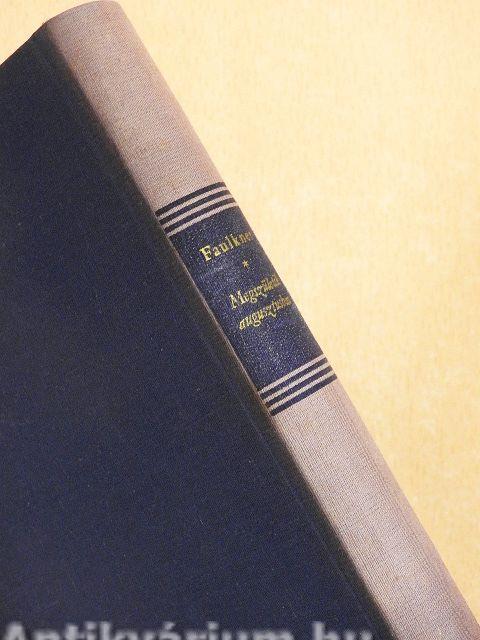 Faulkner
*
Megszületik
augusztusban
Antikvárium.hu